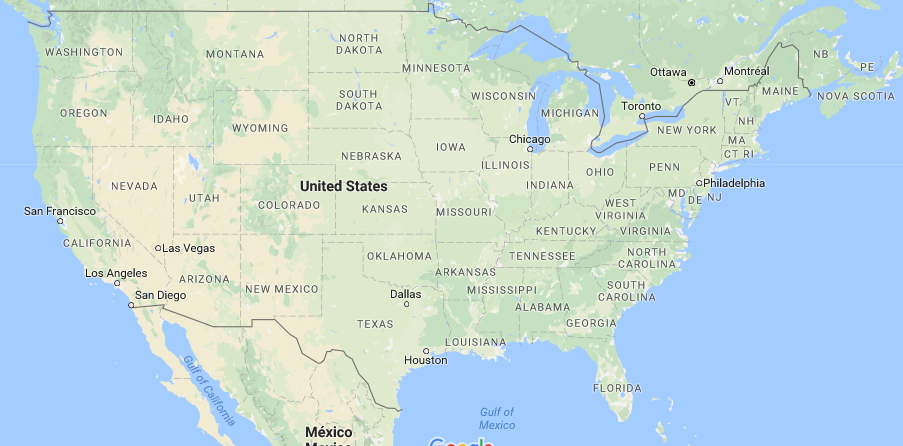 NORTH
DAKOTA
WASHINGTON
MONTANA
MINNESOTA
NB
PE
Ottawa
Montréal
MAINE
NOVA SCOTIA
SOUTH
DAKOTA
WISCONSIN
MICHIGAN
Toronto
VT.
NH
OREGON
IDAHO
WYOMING
NEW YORK
MA
CT RI
Chicago
IOWA
NEBRASKA
ILLINOIS
INDIANA
OHIO
PENN
Philadelphia
NEVADA
UTAH
United States
COLORADO
KANSAS
MISSOURI
WEST
VIRGINIA
MD
DE
NJ
San Francisco
CALIFORNIA
Las Vegas
KENTUCKY
VIRGINIA
OKLAHOMA
TENNESSEE
NORTH
CAROLINA
Los Angeles
ARIZONA
NEW MEXICO
ARKANSAS
MISSISSIPPI
SOUTH
CAROLINA
San Diego
Dallas
ALABAMA
TEXAS
GEORGIA
LOUISIANA
Houston
Gulf of California
FLORIDA
Gulf of
Mexico
México
Google